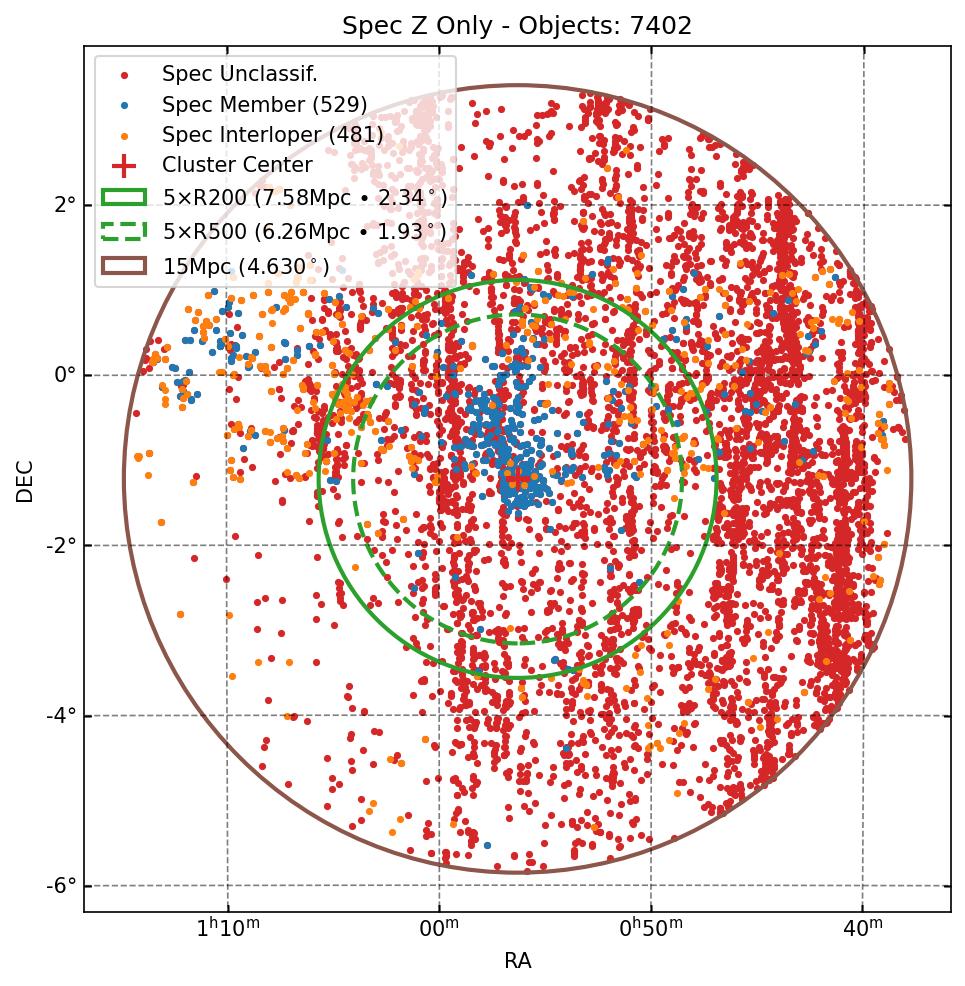 Spec Z Only - Objects: 7402
Spec Unclassif.
Spec Member (529)
Spec Interloper (481)
Cluster Center
5×R200 (7.58Mpc • 2.34°)
5×R500 (6.26Mpc • 1.93°)
15Mpc (4.630°)
2°
0°
-2°
-4°
-6°
DEC
1ʰ10ᵐ 00ᵐ 0ʰ50ᵐ 40ᵐ
RA